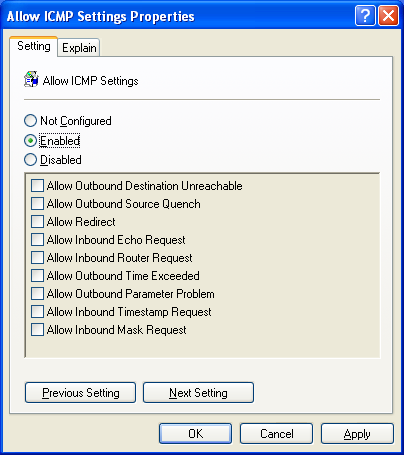 Allow ICMP Settings Properties
Setting Explain
Allow ICMP Settings
Not Configured
Enabled
Disabled
Allow Outbound Destination Unreachable
Allow Outbound Source Quench
Allow Redirect
Allow Inbound Echo Request
Allow Inbound Router Request
Allow Outbound Time Exceeded
Allow Outbound Parameter Problem
Allow Inbound Timestamp Request
Allow Inbound Mask Request
Previous Setting Next Setting
OK Cancel Apply